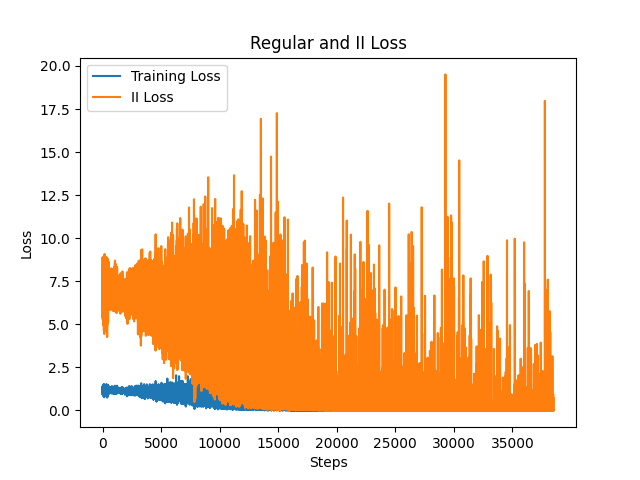 Regular and II Loss
Training Loss
II Loss
20.0
17.5
15.0
12.5
10.0
7.5
5.0
2.5
0.0
Loss
0 5000 10000 15000 20000 25000 30000 35000
Steps